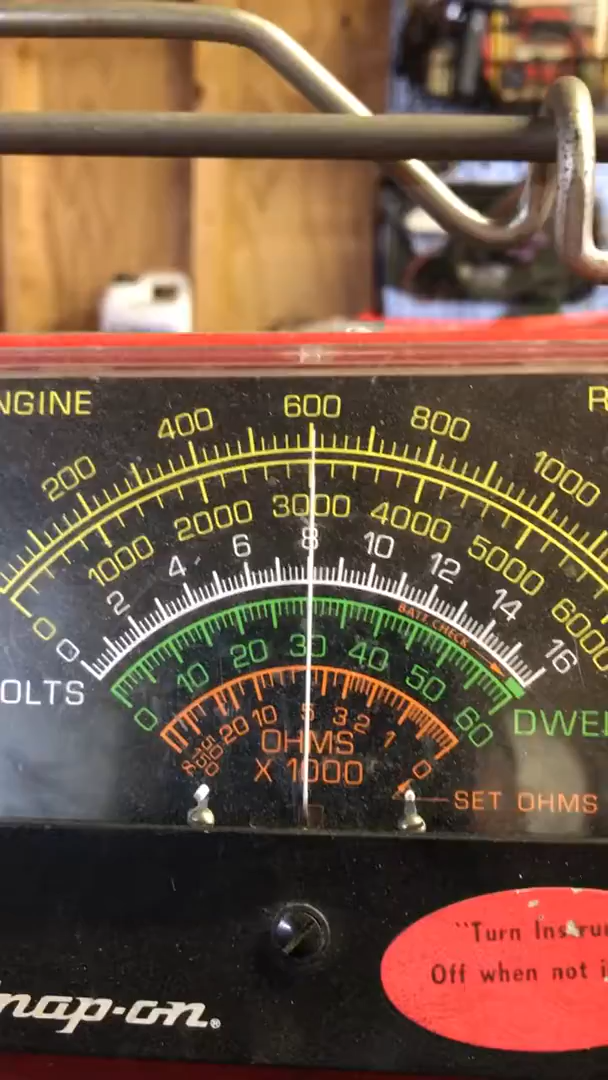 NGINE
R
200 400 600 800 1000
0 1000 2000 3000 4000 5000 6000
0 2 4 6 8 10 12 14 16
OLTS
BATT. CHECK
0 10 20 30 40 50 60
DWEL
20 10 5 3 2 1 0
OHMS
X 1000
SET OHMS
"Turn Instru
Off when not i
nap-on®